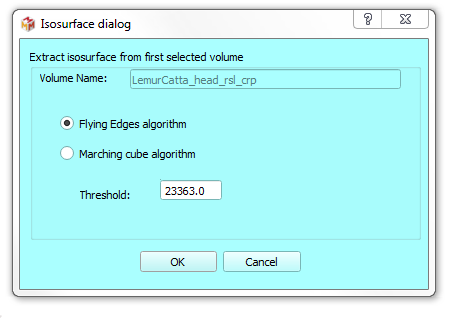 Isosurface dialog
Extract isosurface from first selected volume
Volume Name: LemurCatta_head_rsl_crp
Flying Edges algorithm
Marching cube algorithm
Threshold: 23363.0
OK Cancel